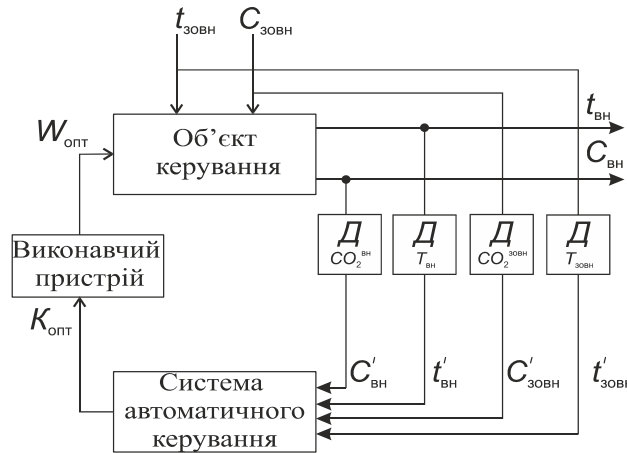 tзовн Cзовн
Об’єкт
керування
tвн
Cвн
Wопт
Виконавчий
пристрій
Д
CO₂вн
Д
Tвн
Д
CO₂зовн
Д
Tзовн
Kопт
Система
автоматичного
керування
C′вн t′вн C′зовн t′зовн